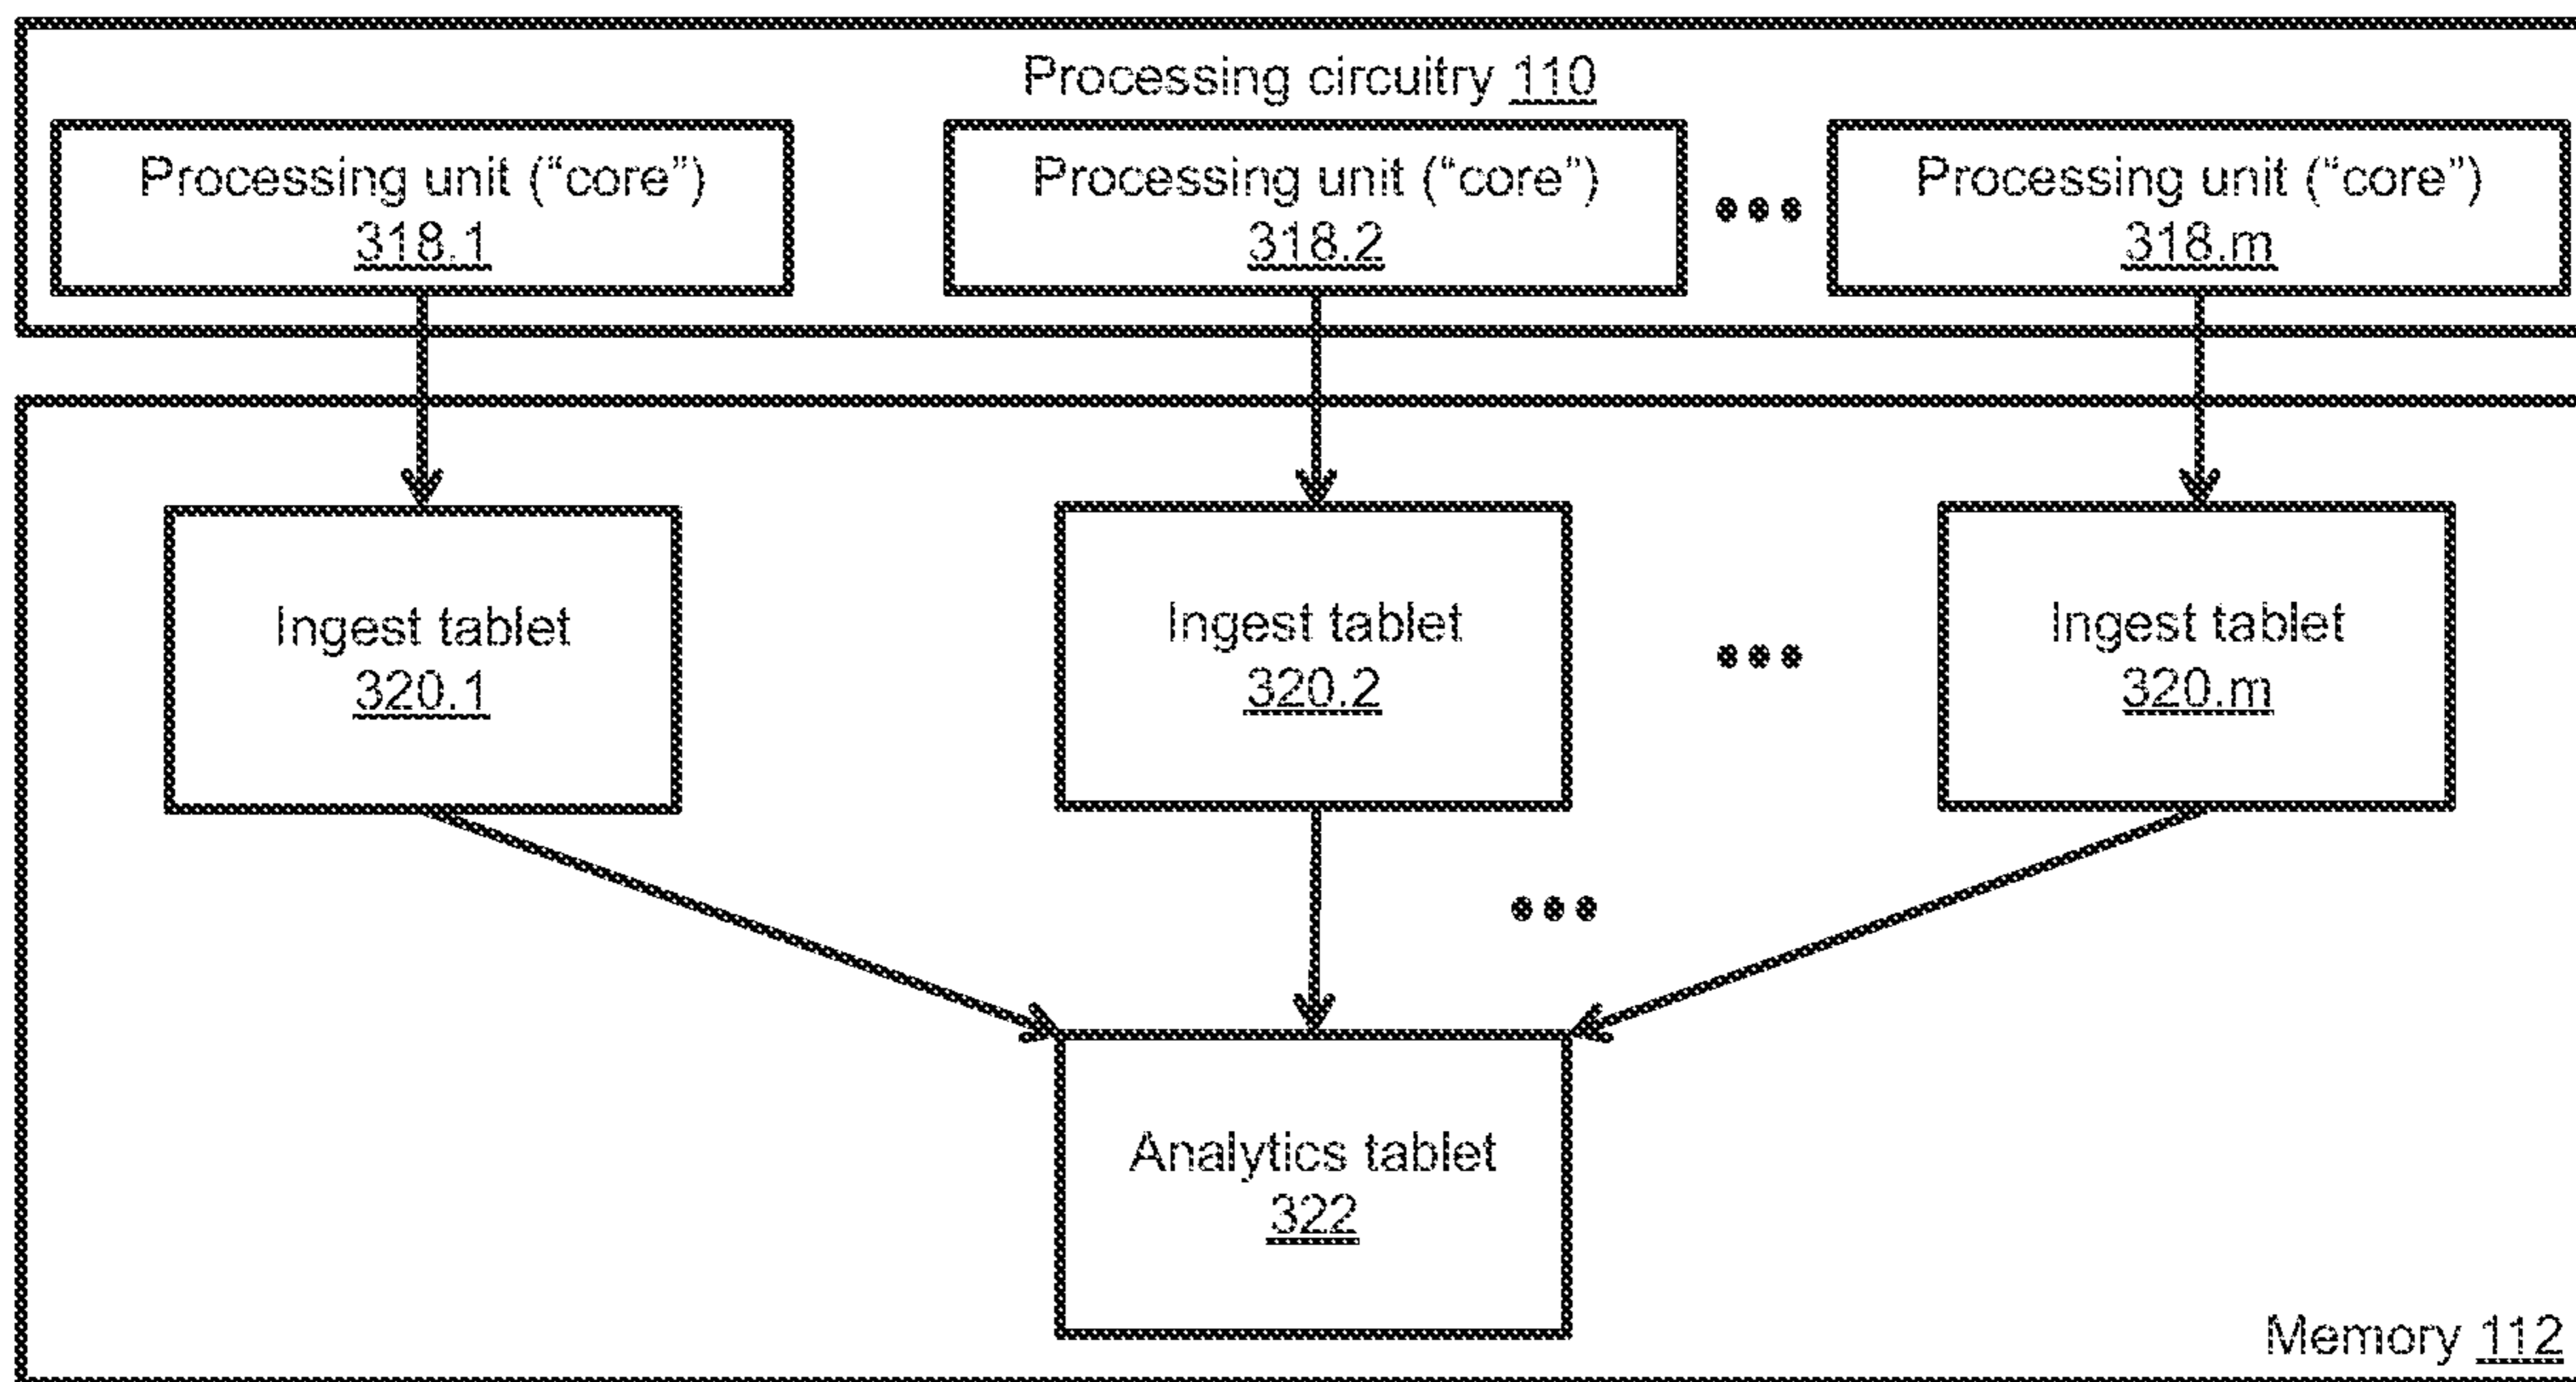 Processing circuitry 110
Processing unit (“core”)
318.1
Processing unit (“core”)
318.2
Processing unit (“core”)
318.m
Ingest tablet
320.1
Ingest tablet
320.2
Ingest tablet
320.m
Analytics tablet
322
Memory 112